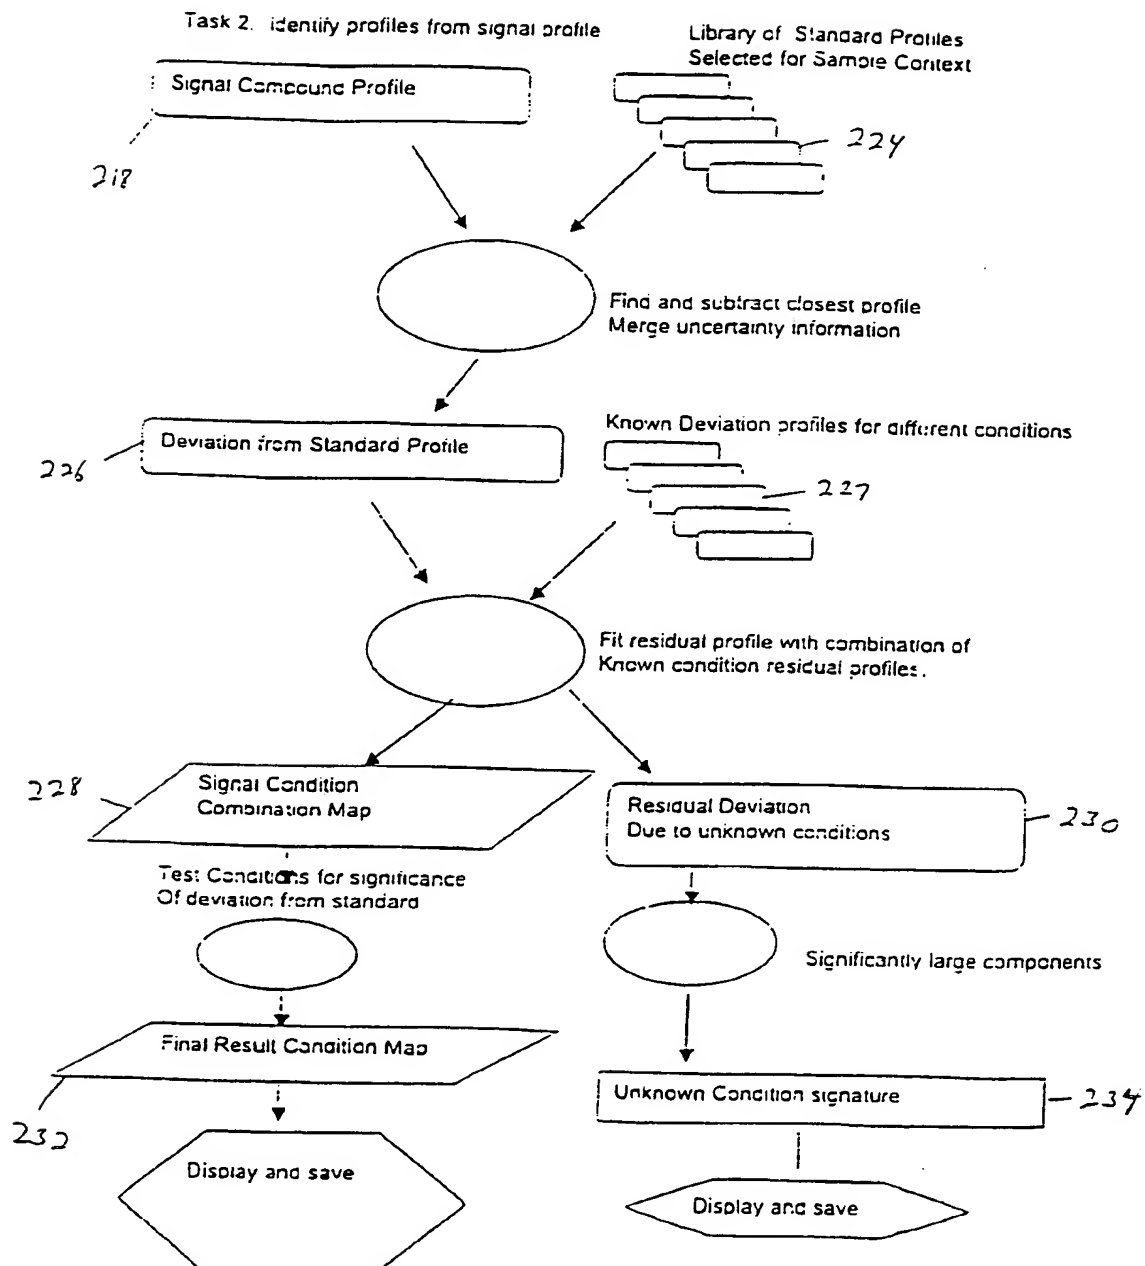 Task 2. identify profiles from signal profile
Library of Standard Profiles
Selected for Sample Context
Signal Compound Profile
224
218
Find and subtract closest profile
Merge uncertainty information
Known Deviation profiles for different conditions
Deviation from Standard Profile
226
227
Fit residual profile with combination of
Known condition residual profiles.
228
Signal Condition
Combination Map
Residual Deviation
Due to unknown conditions
230
Test Conditions for significance
Of deviation from standard
Significantly large components
Final Result Condition Map
Unknown Condition signature
234
232
Display and save
Display and save